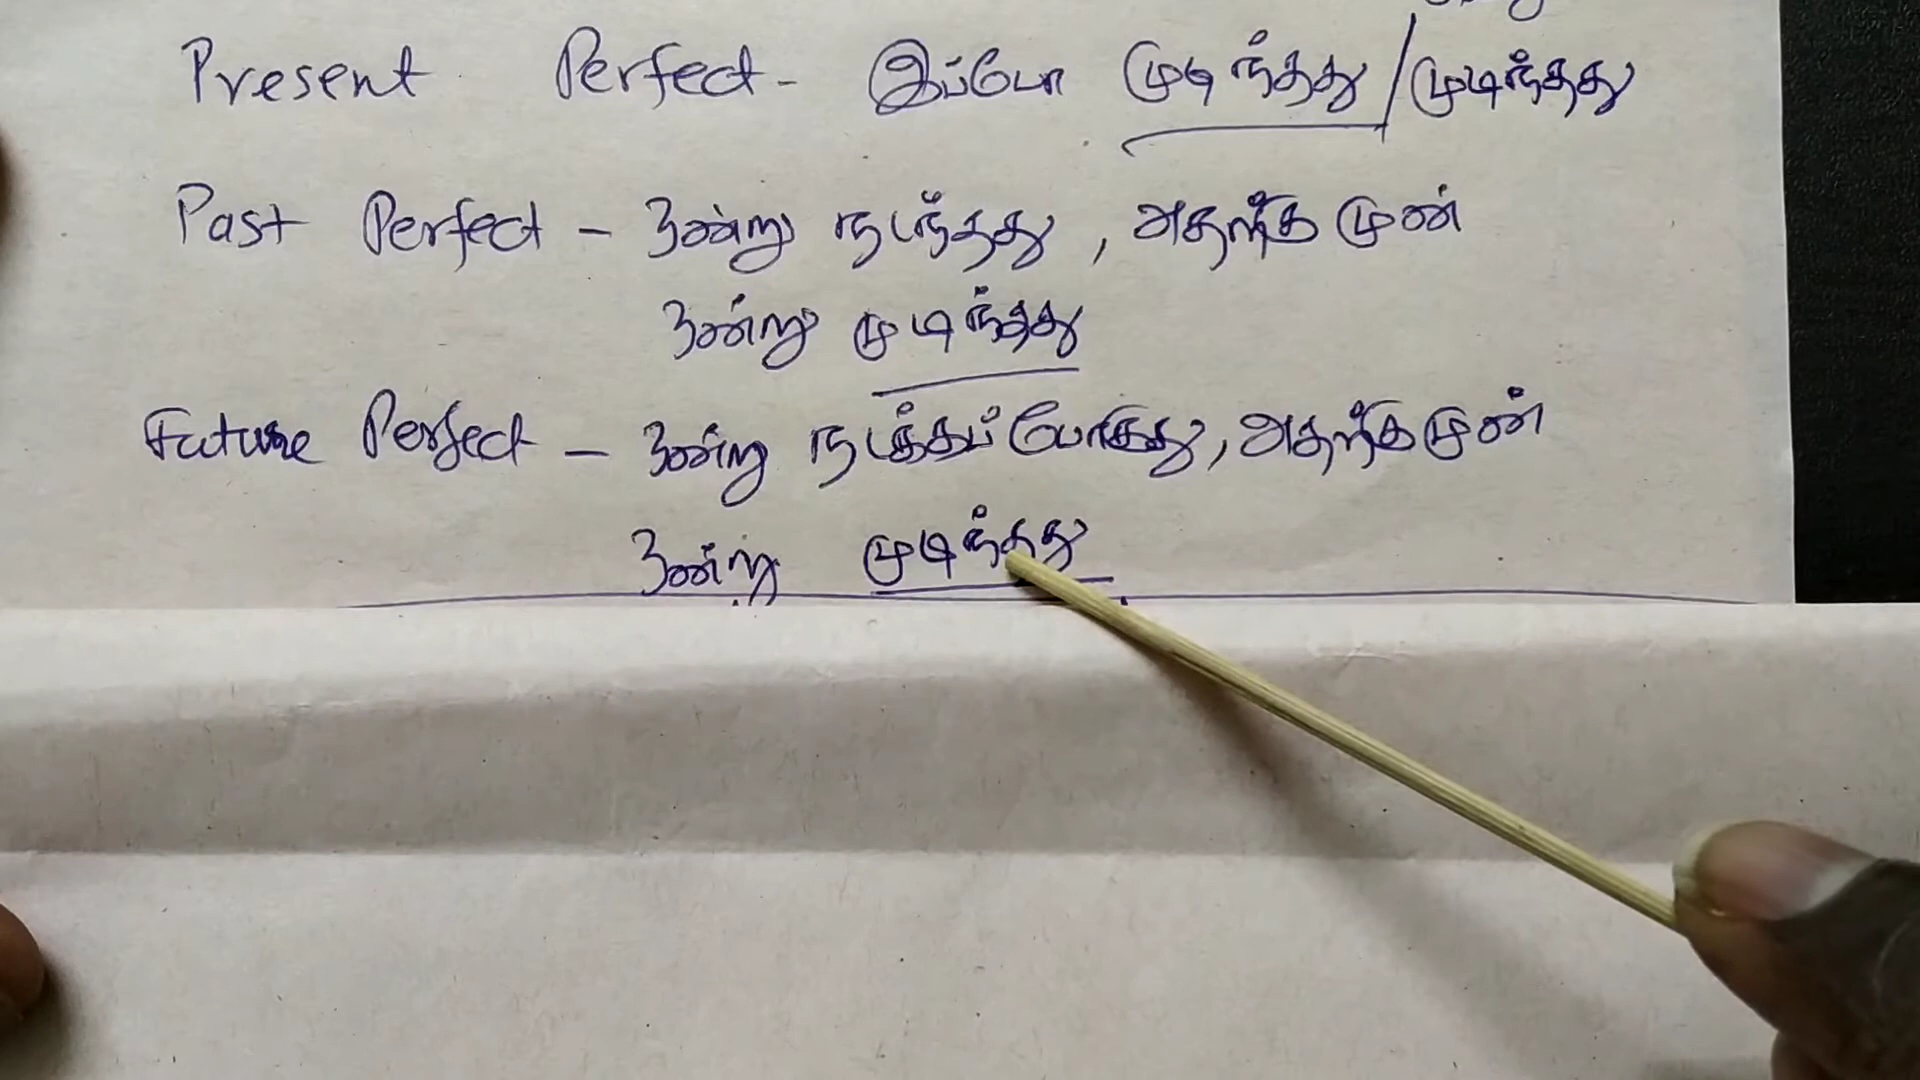 Present Perfect - இப்போ முடிந்தது / முடிந்தது
Past Perfect - ஒன்று நடந்தது, அதற்கு முன்
ஒன்று முடிந்தது
Future Perfect - ஒன்று நடக்கப் போகுது, அதற்கு முன்
ஒன்று முடிந்தது